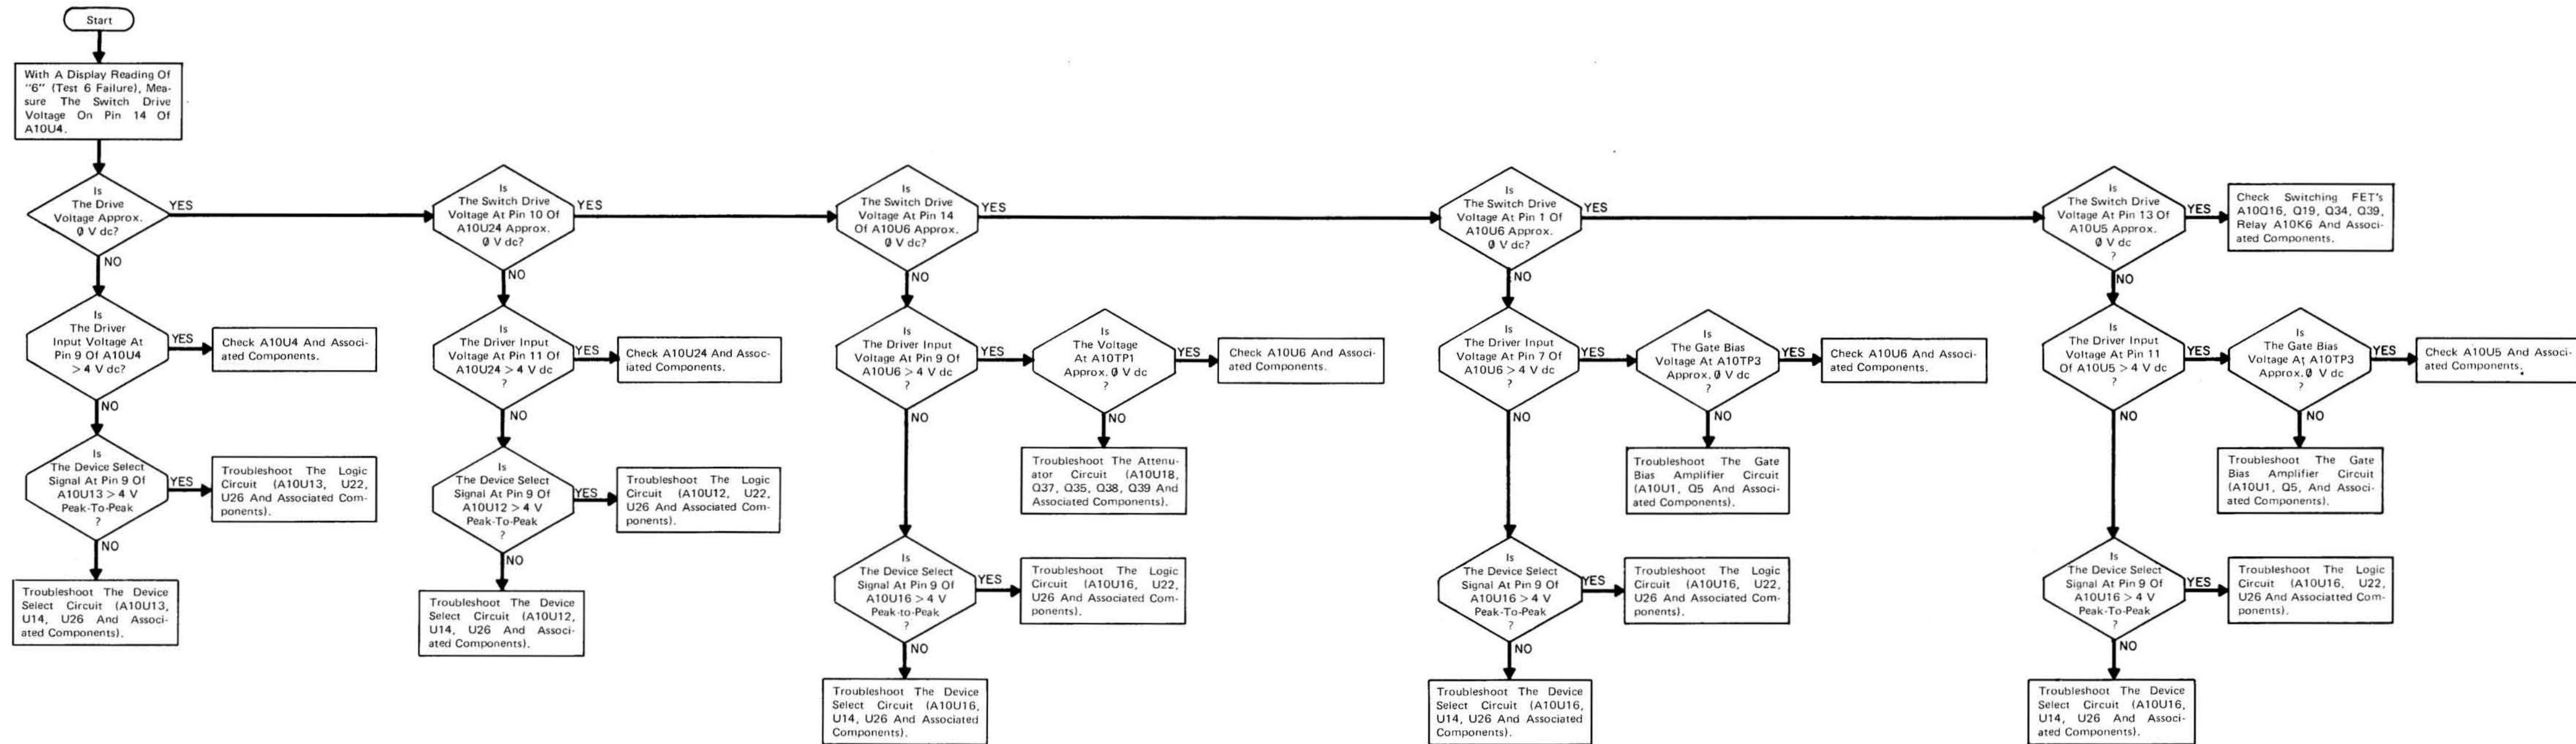 Start
With A Display Reading Of
"6" (Test 6 Failure), Mea-
sure The Switch Drive
Voltage On Pin 14 Of
A10U4.
Is
The Drive
Voltage Approx.
0 V dc?
YES
NO
Is
The Driver
Input Voltage At
Pin 9 Of A10U4
> 4 V dc?
YES
Check A10U4 And Associ-
ated Components.
NO
Is
The Device Select
Signal At Pin 9 Of
A10U13 > 4 V
Peak-To-Peak
?
YES
Troubleshoot The Logic
Circuit (A10U13, U22,
U26 And Associated Com-
ponents).
NO
Troubleshoot The Device
Select Circuit (A10U13,
U14, U26 And Associ-
ated Components).
Is
The Switch Drive
Voltage At Pin 10 Of
A10U24 Approx.
0 V dc?
YES
NO
Is
The Driver Input
Voltage At Pin 11 Of
A10U24 > 4 V dc
?
YES
Check A10U24 And Assoc-
iated Components.
NO
Is
The Device Select
Signal At Pin 9 Of
A10U12 > 4 V
Peak-To-Peak
?
YES
Troubleshoot The Logic
Circuit (A10U12, U22,
U26 And Associated Com-
ponents).
NO
Troubleshoot The Device
Select Circuit (A10U12,
U14, U26 And Associ-
ated Components).
Is
The Switch Drive
Voltage At Pin 14
Of A10U6 Approx.
0 V dc?
YES
NO
Is
The Driver Input
Voltage At Pin 9 Of
A10U6 > 4 V dc
?
YES
Is
The Voltage
At A10TP1
Approx. 0 V dc
?
YES
Check A10U6 And Associ-
ated Components.
NO
Troubleshoot The Attenu-
ator Circuit (A10U18,
Q37, Q35, Q38, Q39 And
Associated Components).
NO
Is
The Device Select
Signal At Pin 9 Of
A10U16 > 4 V
Peak-to-Peak
?
YES
Troubleshoot The Logic
Circuit (A10U16, U22,
U26 And Associated Com-
ponents).
NO
Troubleshoot The Device
Select Circuit (A10U16,
U14, U26 And Associated
Components).
Is
The Switch Drive
Voltage At Pin 1 Of
A10U6 Approx.
0 V dc?
YES
NO
Is
The Driver Input
Voltage At Pin 7 Of
A10U6 > 4 V dc
?
YES
Is
The Gate Bias
Voltage At A10TP3
Approx. 0 V dc
?
YES
Check A10U6 And Associ-
ated Components.
NO
Troubleshoot The Gate
Bias Amplifier Circuit
(A10U1, Q5 And Associ-
ated Components).
NO
Is
The Device Select
Signal At Pin 9 Of
A10U16 > 4 V
Peak-To-Peak
?
YES
Troubleshoot The Logic
Circuit (A10U16, U22,
U26 And Associated Com-
ponents).
NO
Troubleshoot The Device
Select Circuit (A10U16,
U14, U26 And Associated
Components).
Is
The Switch Drive
Voltage At Pin 13 Of
A10U5 Approx.
0 V dc
?
YES
Check Switching FET's
A10Q16, Q19, Q34, Q39,
Relay A10K6 And Associ-
ated Components.
NO
Is
The Driver Input
Voltage At Pin 11
Of A10U5 > 4 V dc
?
YES
Is
The Gate Bias
Voltage At A10TP3
Approx. 0 V dc
?
YES
Check A10U5 And Associ-
ated Components.
NO
Troubleshoot The Gate
Bias Amplifier Circuit
(A10U1, Q5, And Associ-
ated Components).
NO
Is
The Device Select
Signal At Pin 9 Of
A10U16 > 4 V
Peak-To-Peak
?
YES
Troubleshoot The Logic
Circuit (A10U16, U22,
U26 And Associatted Com-
ponents).
NO
Troubleshoot The Device
Select Circuit (A10U16,
U14, U26 And Associ-
ated Components).